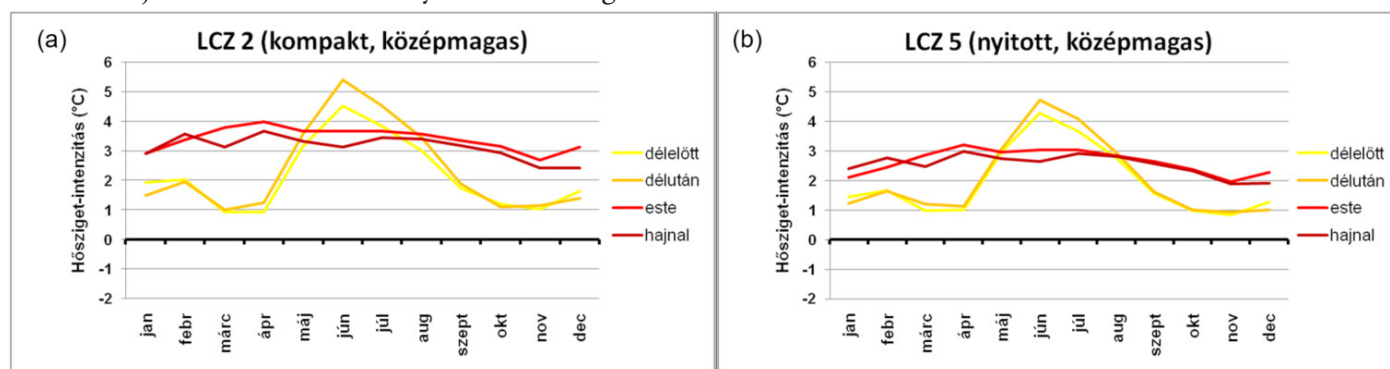 (a)
LCZ 2 (kompakt, középmagas)
Hősziget-intenzitás (°C)
6
5
4
3
2
1
0
-1
-2
jan
febr
márc
ápr
máj
jún
júl
aug
szept
okt
nov
dec
délelőtt
délután
este
hajnal
(b)
LCZ 5 (nyitott, középmagas)
Hősziget-intenzitás (°C)
6
5
4
3
2
1
0
-1
-2
jan
febr
márc
ápr
máj
jún
júl
aug
szept
okt
nov
dec
délelőtt
délután
este
hajnal